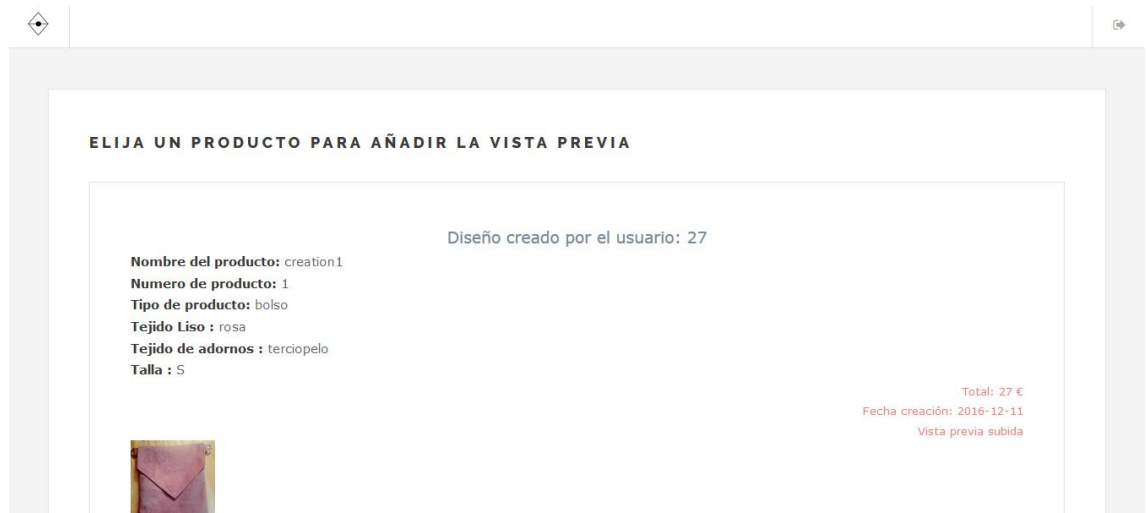 ELIJA UN PRODUCTO PARA AÑADIR LA VISTA PREVIA
Diseño creado por el usuario: 27
Nombre del producto: creation1
Numero de producto: 1
Tipo de producto: bolso
Tejido Liso : rosa
Tejido de adornos : terciopelo
Talla : S
Total: 27 €
Fecha creación: 2016-12-11
Vista previa subida